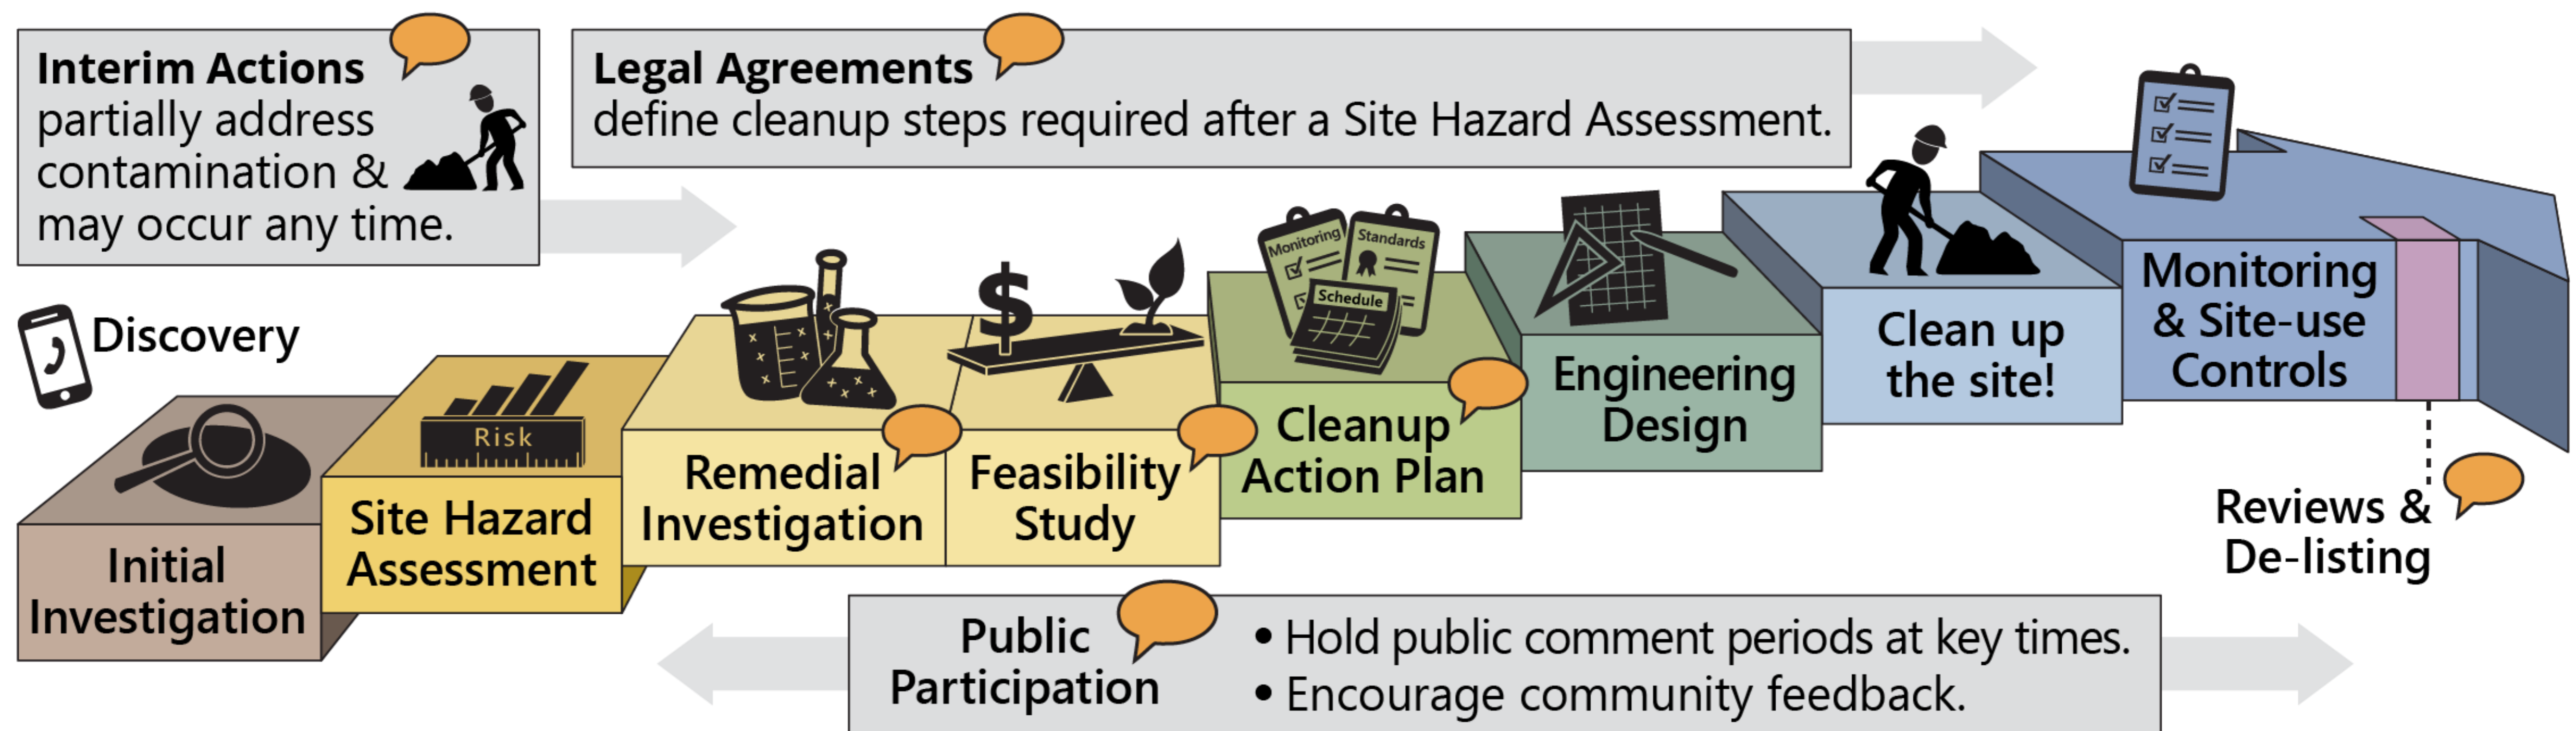 Interim Actions
partially address
contamination &
may occur any time.
Legal Agreements
define cleanup steps required after a Site Hazard Assessment.
Discovery
Initial
Investigation
Risk
Site Hazard
Assessment
Remedial
Investigation
Feasibility
Study
$
Monitoring
Standards
Schedule
Cleanup
Action Plan
Engineering
Design
Clean up
the site!
Monitoring
& Site-use
Controls
Reviews &
De-listing
Public
Participation
• Hold public comment periods at key times.
• Encourage community feedback.